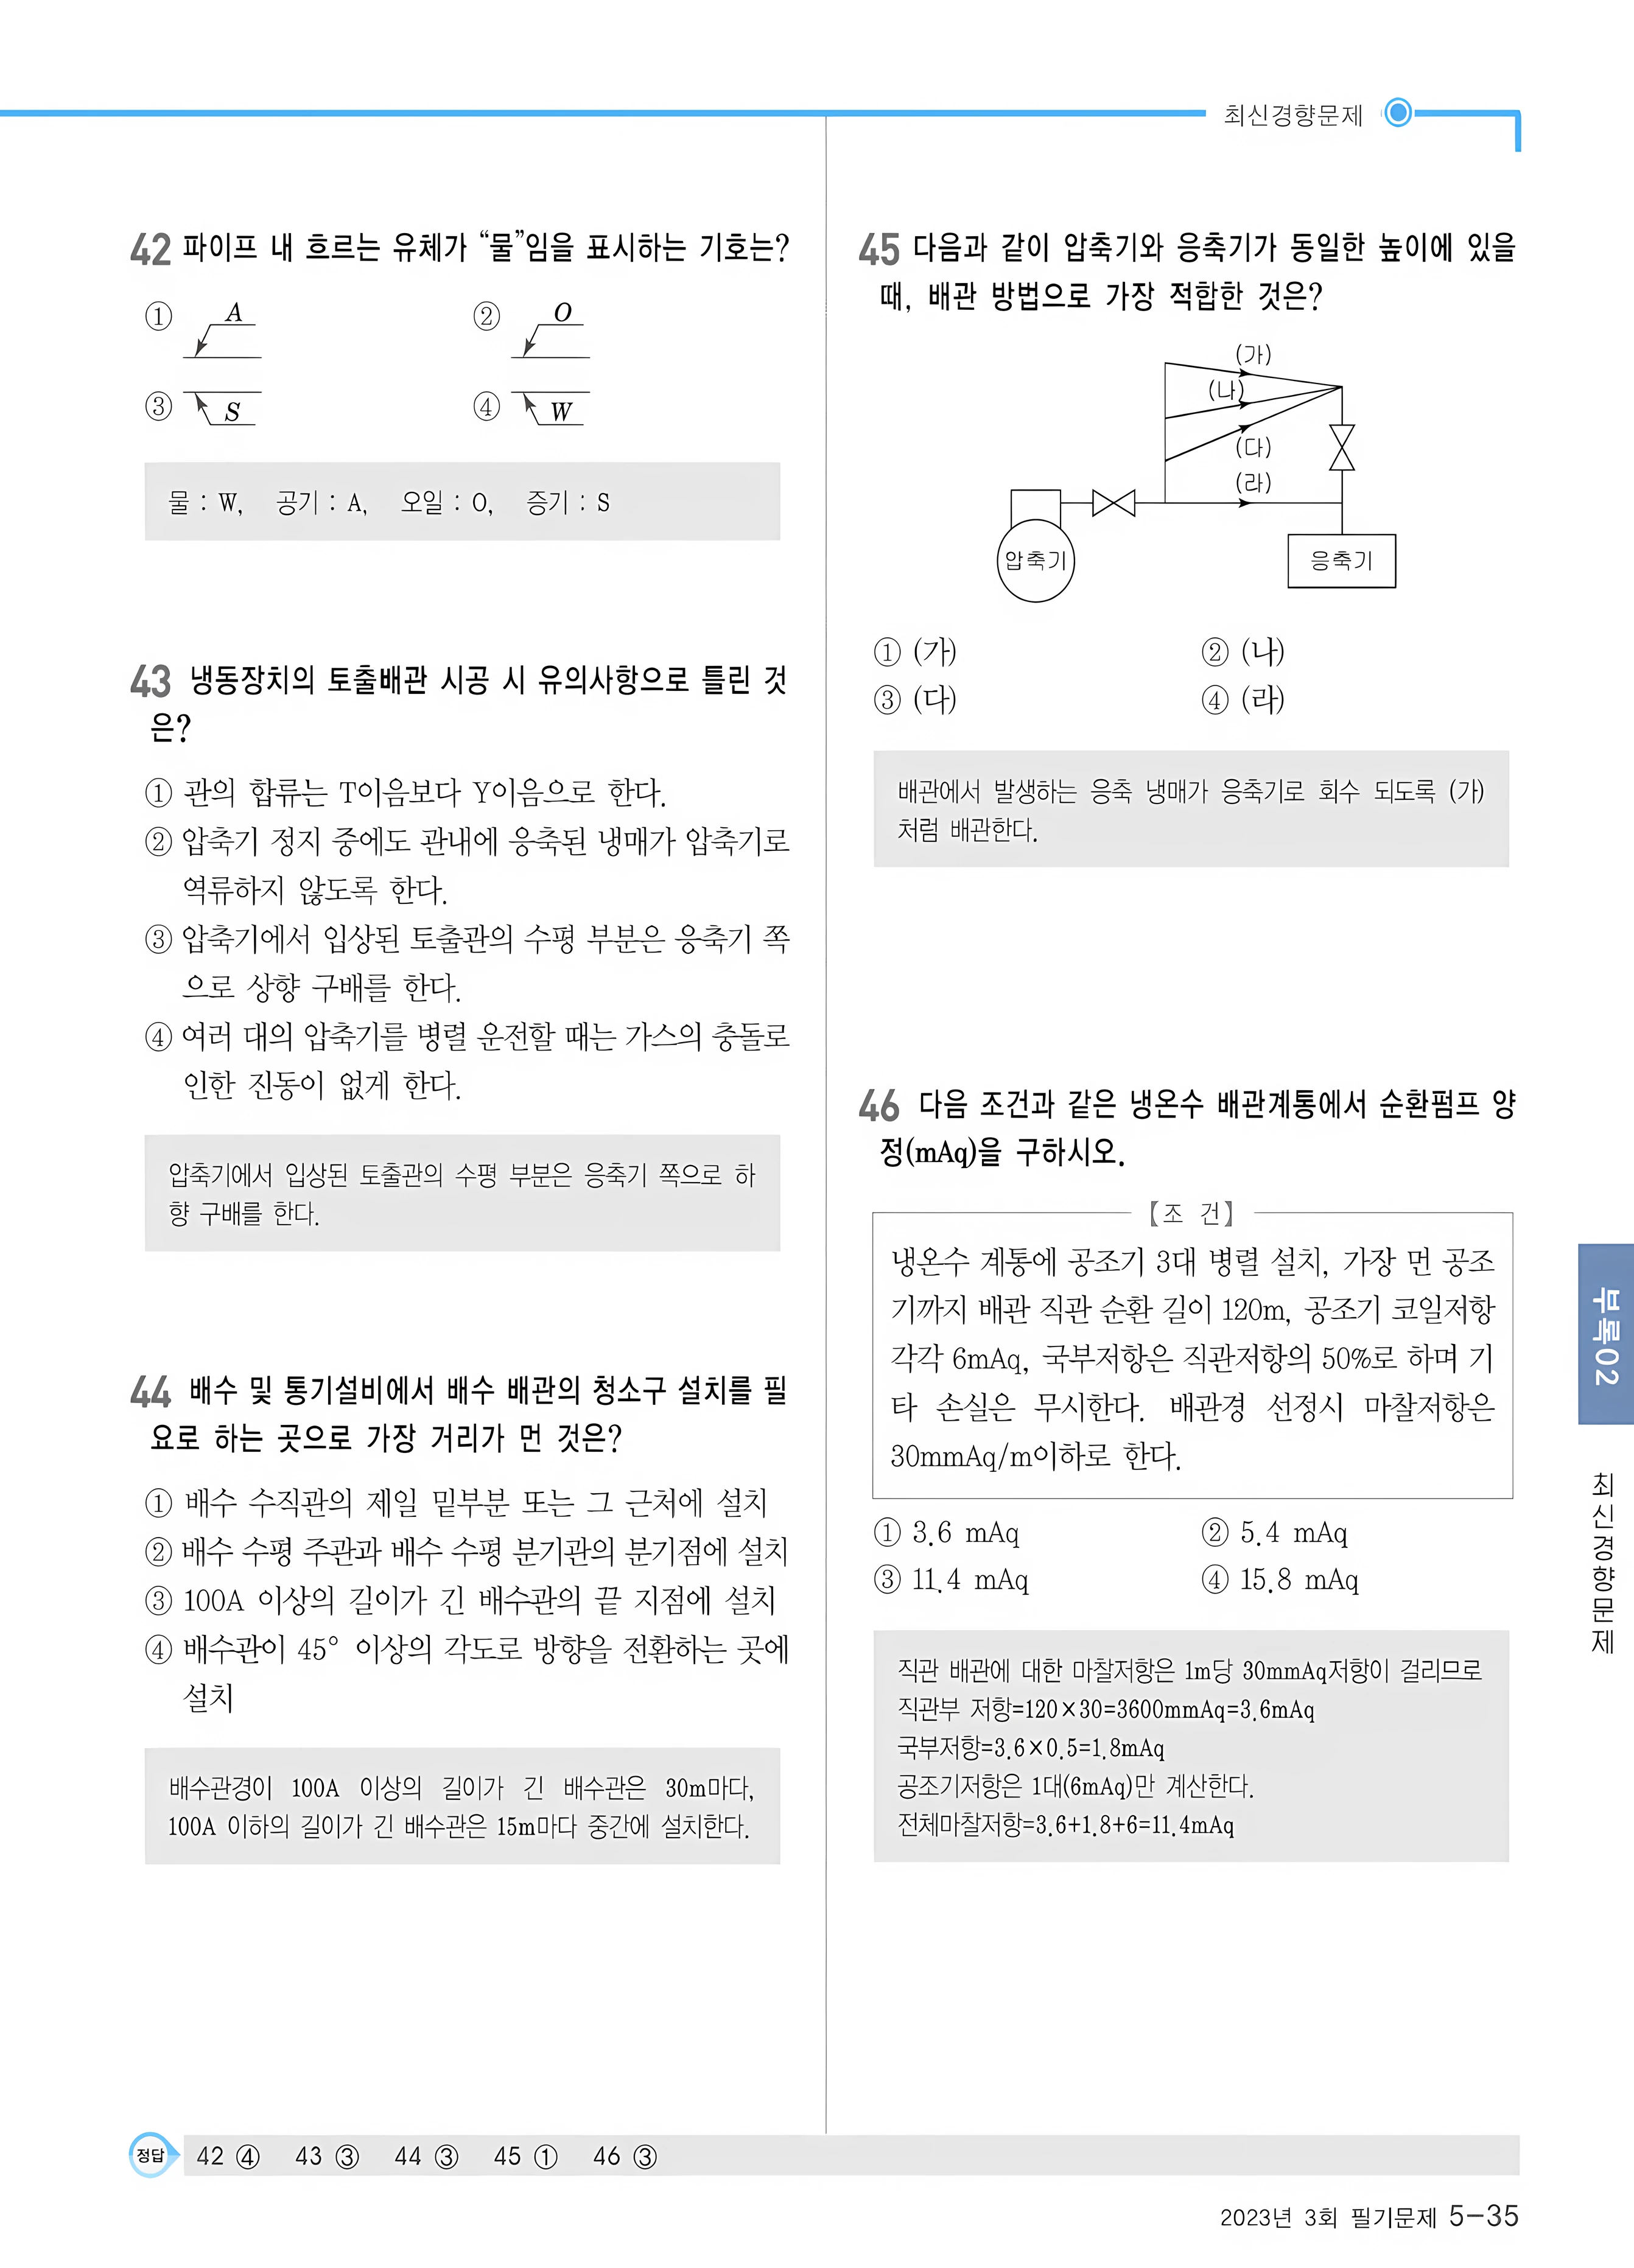 최신경향문제
42 파이프 내 흐르는 유체가 “물”임을 표시하는 기호는?
① A ② O
③ S ④ W
물 : W, 공기 : A, 오일 : O, 증기 : S
43 냉동장치의 토출배관 시공 시 유의사항으로 틀린 것
은?
① 관의 합류는 T이음보다 Y이음으로 한다.
② 압축기 정지 중에도 관내에 응축된 냉매가 압축기로
역류하지 않도록 한다.
③ 압축기에서 입상된 토출관의 수평 부분은 응축기 쪽
으로 상향 구배를 한다.
④ 여러 대의 압축기를 병렬 운전할 때는 가스의 충돌로
인한 진동이 없게 한다.
압축기에서 입상된 토출관의 수평 부분은 응축기 쪽으로 하
향 구배를 한다.
44 배수 및 통기설비에서 배수 배관의 청소구 설치를 필
요로 하는 곳으로 가장 거리가 먼 것은?
① 배수 수직관의 제일 밑부분 또는 그 근처에 설치
② 배수 수평 주관과 배수 수평 분기관의 분기점에 설치
③ 100A 이상의 길이가 긴 배수관의 끝 지점에 설치
④ 배수관이 45° 이상의 각도로 방향을 전환하는 곳에
설치
배수관경이 100A 이상의 길이가 긴 배수관은 30m마다,
100A 이하의 길이가 긴 배수관은 15m마다 중간에 설치한다.
45 다음과 같이 압축기와 응축기가 동일한 높이에 있을
때, 배관 방법으로 가장 적합한 것은?
(가)
(나)
(다)
(라)
압축기
응축기
① (가) ② (나)
③ (다) ④ (라)
배관에서 발생하는 응축 냉매가 응축기로 회수 되도록 (가)
처럼 배관한다.
46 다음 조건과 같은 냉온수 배관계통에서 순환펌프 양
정(mAq)을 구하시오.
【조 건】
냉온수 계통에 공조기 3대 병렬 설치, 가장 먼 공조
기까지 배관 직관 순환 길이 120m, 공조기 코일저항
각각 6mAq, 국부저항은 직관저항의 50%로 하며 기
타 손실은 무시한다. 배관경 선정시 마찰저항은
30mmAq/m이하로 한다.
① 3.6 mAq ② 5.4 mAq
③ 11.4 mAq ④ 15.8 mAq
직관 배관에 대한 마찰저항은 1m당 30mmAq저항이 걸리므로
직관부 저항=120×30=3600mmAq=3.6mAq
국부저항=3.6×0.5=1.8mAq
공조기저항은 1대(6mAq)만 계산한다.
전체마찰저항=3.6+1.8+6=11.4mAq
부록02
최신경향문제
정답 42 ④ 43 ③ 44 ③ 45 ① 46 ③
2023년 3회 필기문제 5-35